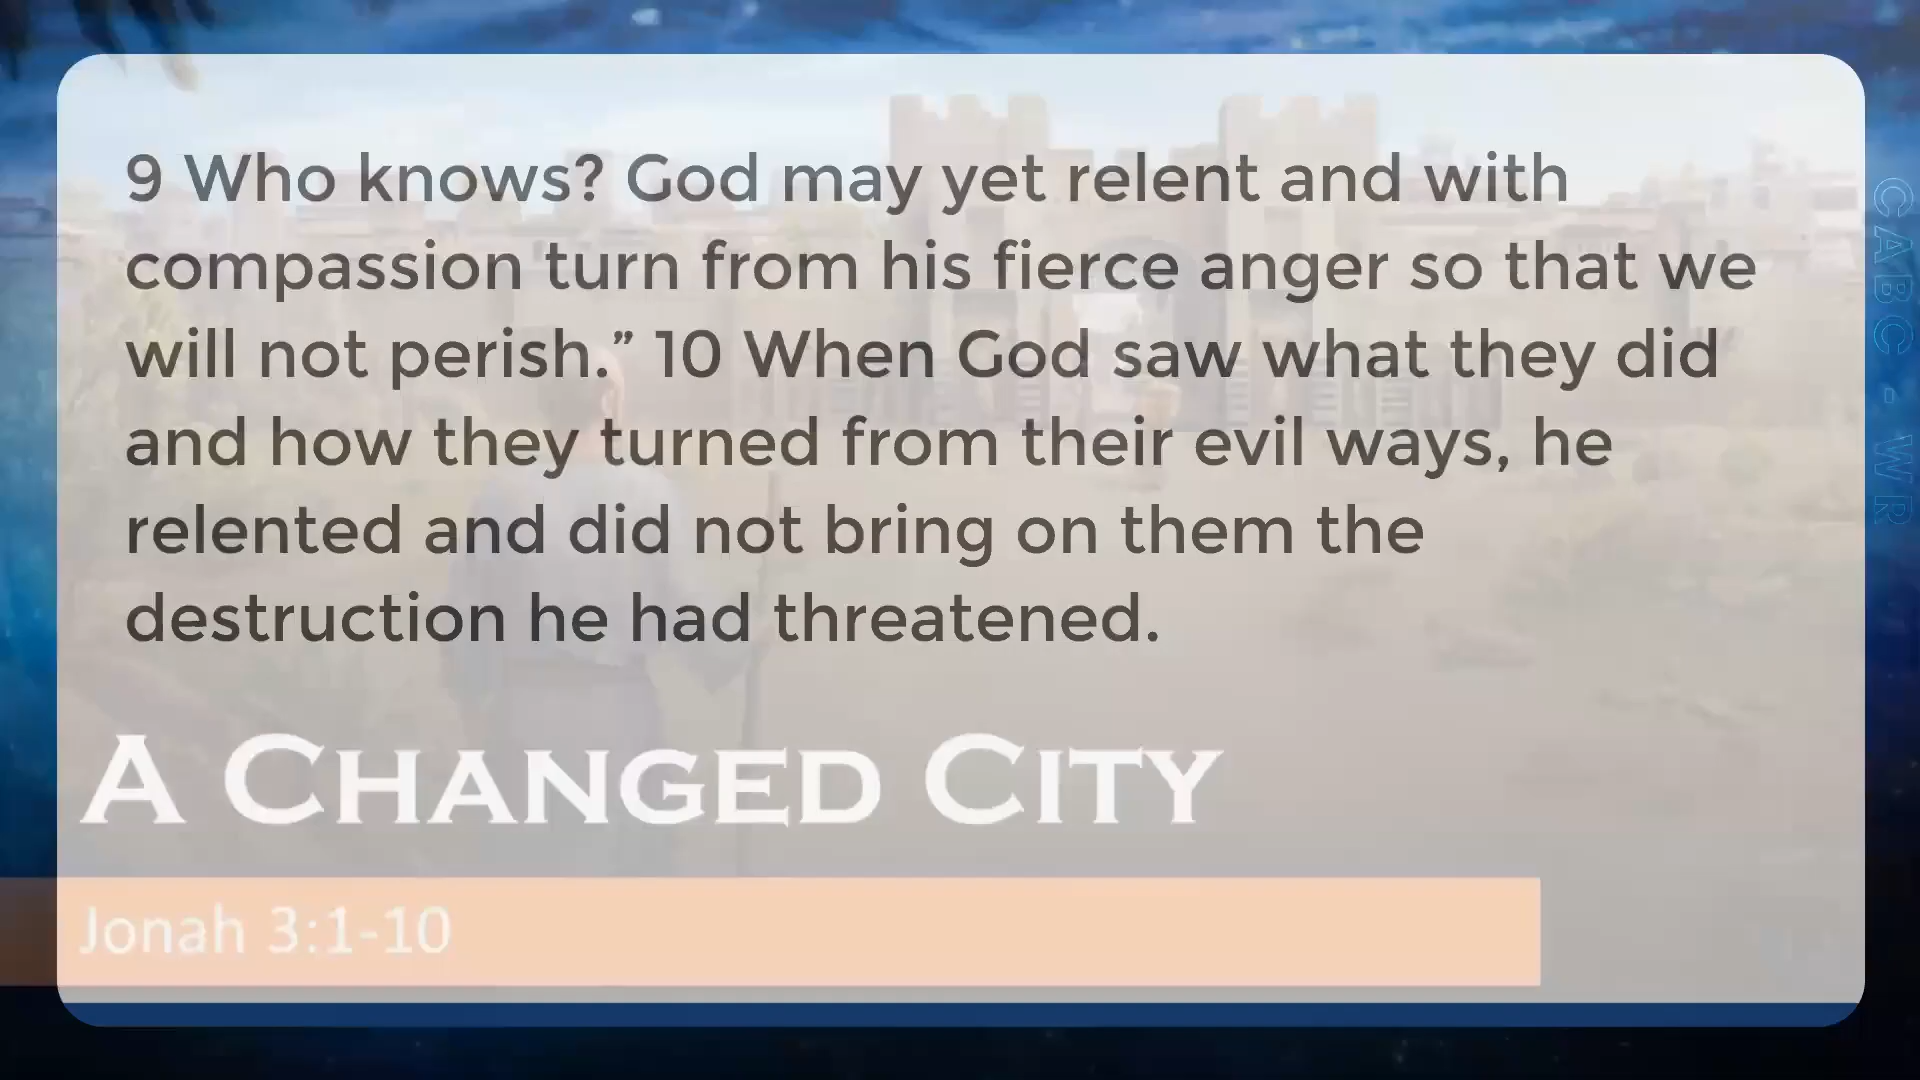 9 Who knows? God may yet relent and with
compassion turn from his fierce anger so that we
will not perish.” 10 When God saw what they did
and how they turned from their evil ways, he
relented and did not bring on them the
destruction he had threatened.
A CHANGED CITY
Jonah 3:1-10
CABC - WR